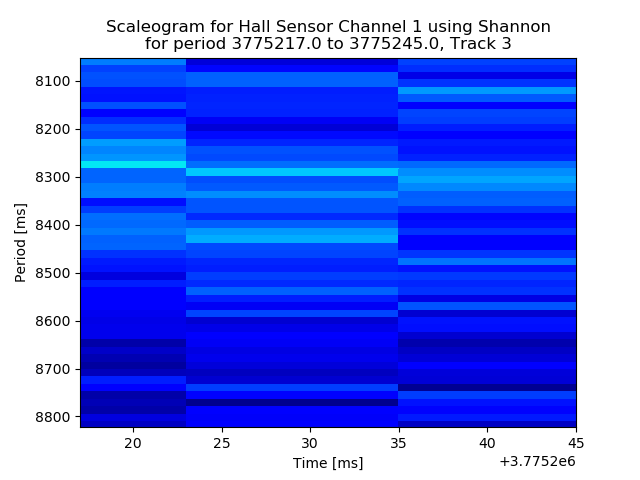 Scaleogram for Hall Sensor Channel 1 using Shannon
for period 3775217.0 to 3775245.0, Track 3
8100
8200
8300
8400
8500
8600
8700
8800
Period [ms]
20 25 30 35 40 45
Time [ms]
+3.7752e6